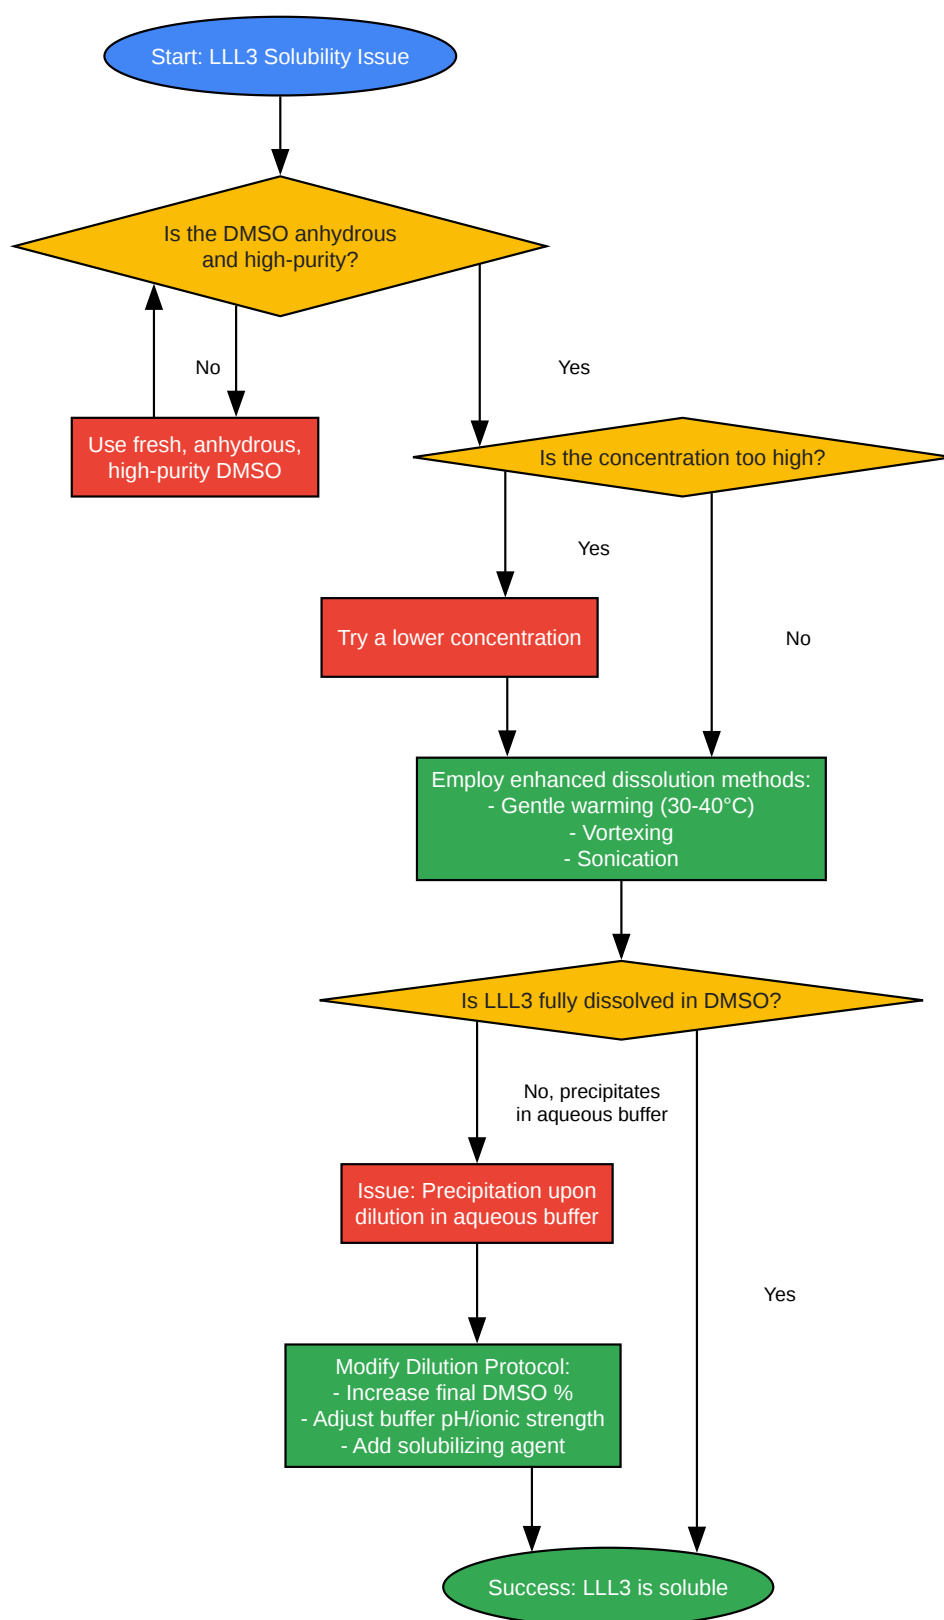 Start: LLL3 Solubility Issue
Is the DMSO anhydrous
and high-purity?
No
Yes
Use fresh, anhydrous,
high-purity DMSO
Is the concentration too high?
Yes
Try a lower concentration
No
Employ enhanced dissolution methods:
- Gentle warming (30-40°C)
- Vortexing
- Sonication
Is LLL3 fully dissolved in DMSO?
No, precipitates
in aqueous buffer
Issue: Precipitation upon
dilution in aqueous buffer
Yes
Modify Dilution Protocol:
- Increase final DMSO %
- Adjust buffer pH/ionic strength
- Add solubilizing agent
Success: LLL3 is soluble